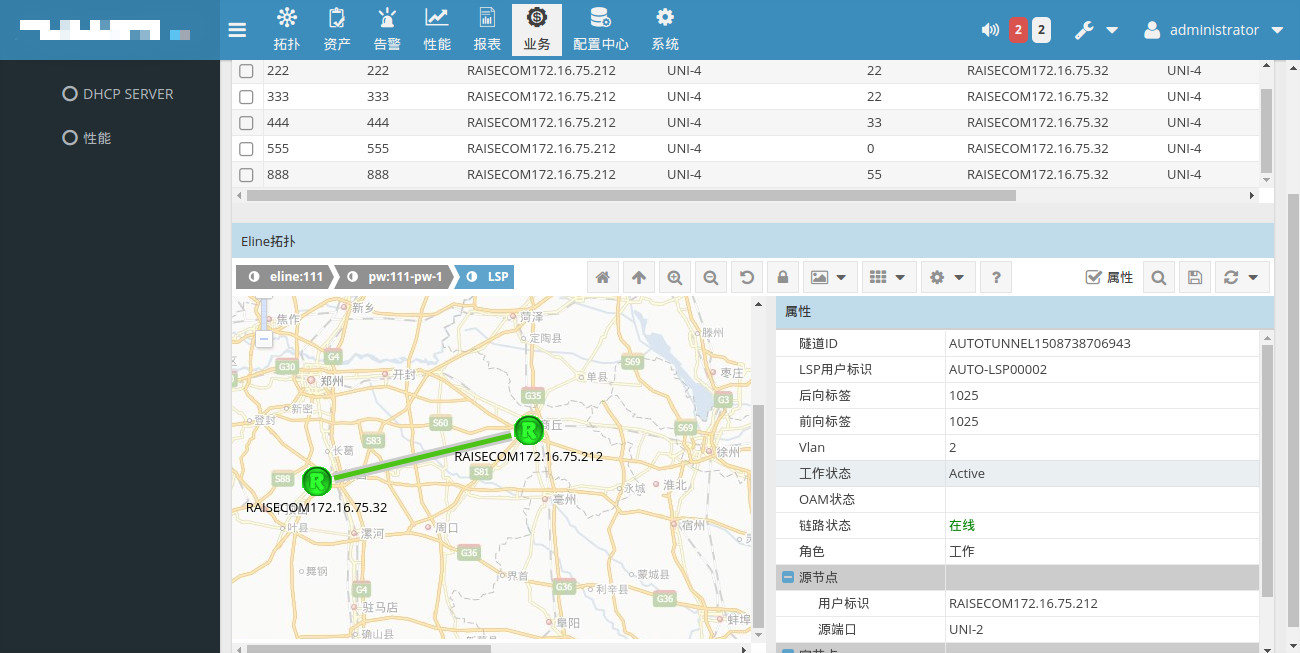 拓扑 资产 告警 性能 报表 业务 配置中心 系统 2 2 administrator
DHCP SERVER
性能
222 222 RAISECOM172.16.75.212 UNI-4 22 RAISECOM172.16.75.32 UNI-4
333 333 RAISECOM172.16.75.212 UNI-4 22 RAISECOM172.16.75.32 UNI-4
444 444 RAISECOM172.16.75.212 UNI-4 33 RAISECOM172.16.75.32 UNI-4
555 555 RAISECOM172.16.75.212 UNI-4 0 RAISECOM172.16.75.32 UNI-4
888 888 RAISECOM172.16.75.212 UNI-4 55 RAISECOM172.16.75.32 UNI-4
Eline拓扑
eline:111 pw:111-pw-1 LSP ? 属性
新乡
焦作
菏泽
定陶县
滕州
G4
G30
S69
郑州
开封
单县
枣庄
G35
G3
新密
登封
S60
商丘
S69
S83
长葛
徐州
RAISECOM172.16.75.212
S88
S81
R
R
永城
淮北
亳州
RAISECOM172.16.75.32
叶县
漯河
周口
宿州
G36
舞钢
界首
蒙城县
G4
G36
利辛县
G36
驻马店
阜阳
蚌埠
确山县
属性
隧道ID AUTOTUNNEL1508738706943
LSP用户标识 AUTO-LSP00002
后向标签 1025
前向标签 1025
Vlan 2
工作状态 Active
OAM状态
链路状态 在线
角色 工作
源节点
用户标识 RAISECOM172.16.75.212
源端口 UNI-2